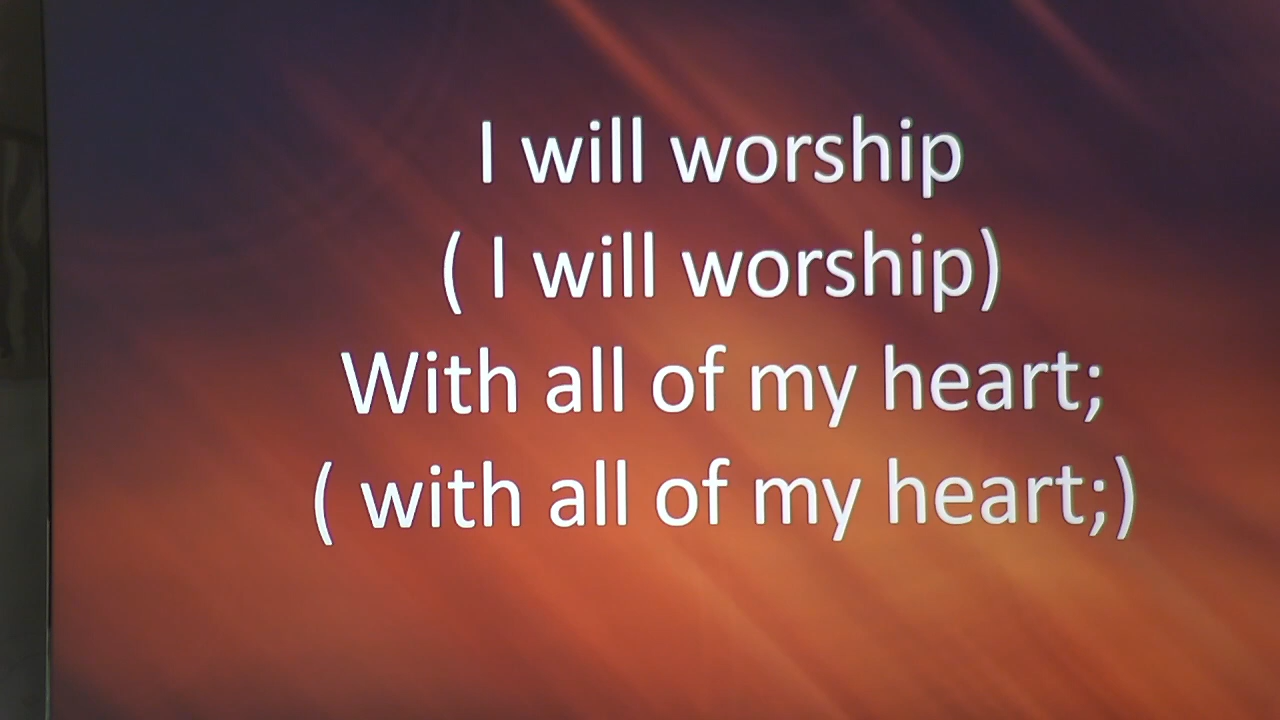 I will worship
( I will worship)
With all of my heart;
( with all of my heart;)